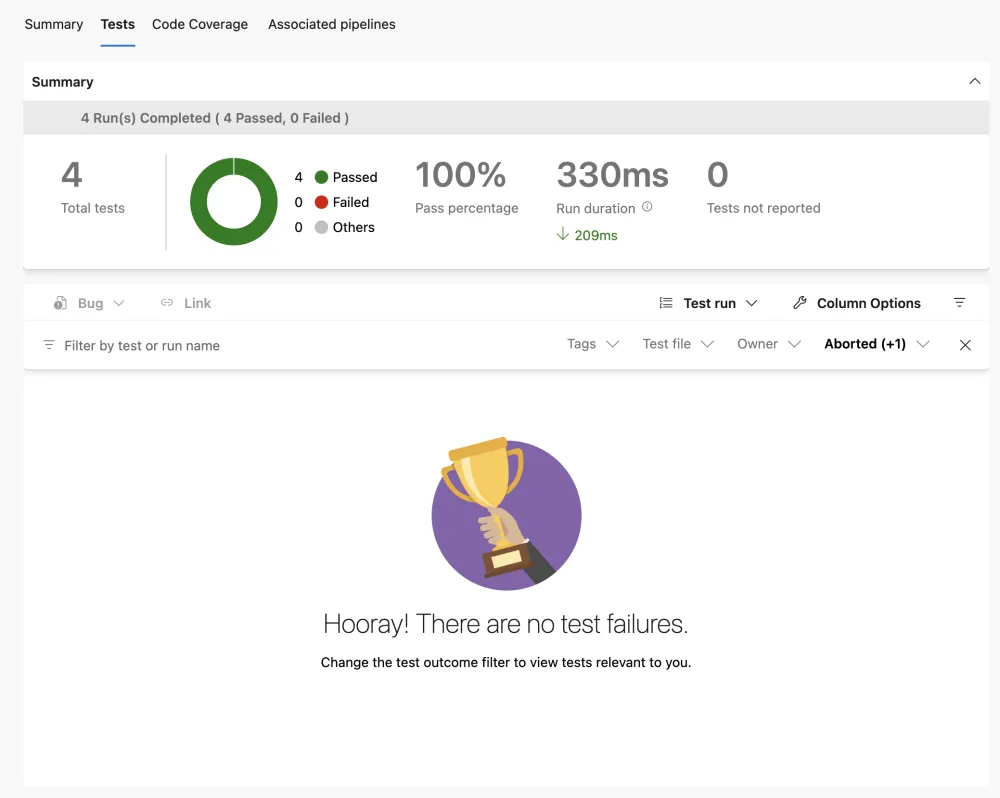 Summary Tests Code Coverage Associated pipelines
Summary
4 Run(s) Completed ( 4 Passed, 0 Failed )
4
Total tests
4 Passed
0 Failed
0 Others
100%
Pass percentage
330ms
Run duration
209ms
0
Tests not reported
Bug Link Test run Column Options
Filter by test or run name Tags Test file Owner Aborted (+1)
Hooray! There are no test failures.
Change the test outcome filter to view tests relevant to you.